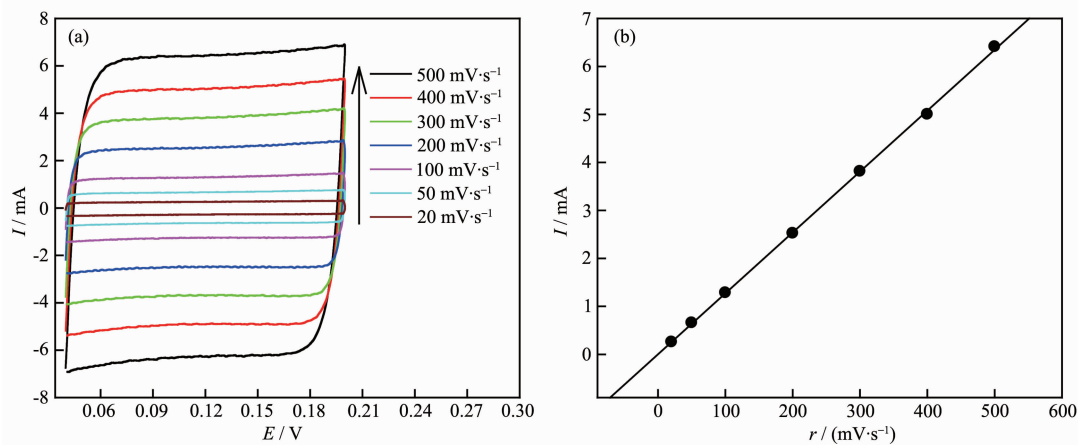 (a)
500 mV·s⁻¹
400 mV·s⁻¹
300 mV·s⁻¹
200 mV·s⁻¹
100 mV·s⁻¹
50 mV·s⁻¹
20 mV·s⁻¹
I / mA
8
6
4
2
0
-2
-4
-6
-8
0.06 0.09 0.12 0.15 0.18 0.21 0.24 0.27 0.30
E / V
(b)
I / mA
7
6
5
4
3
2
1
0
0 100 200 300 400 500 600
r / (mV·s⁻¹)